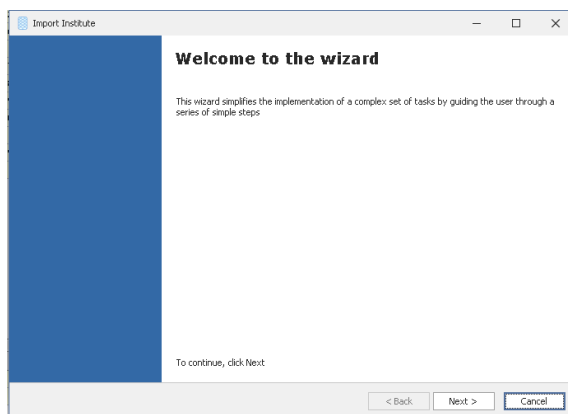 Import Institute
Welcome to the wizard
This wizard simplifies the implementation of a complex set of tasks by guiding the user through a
series of simple steps
To continue, click Next
< Back Next > Cancel